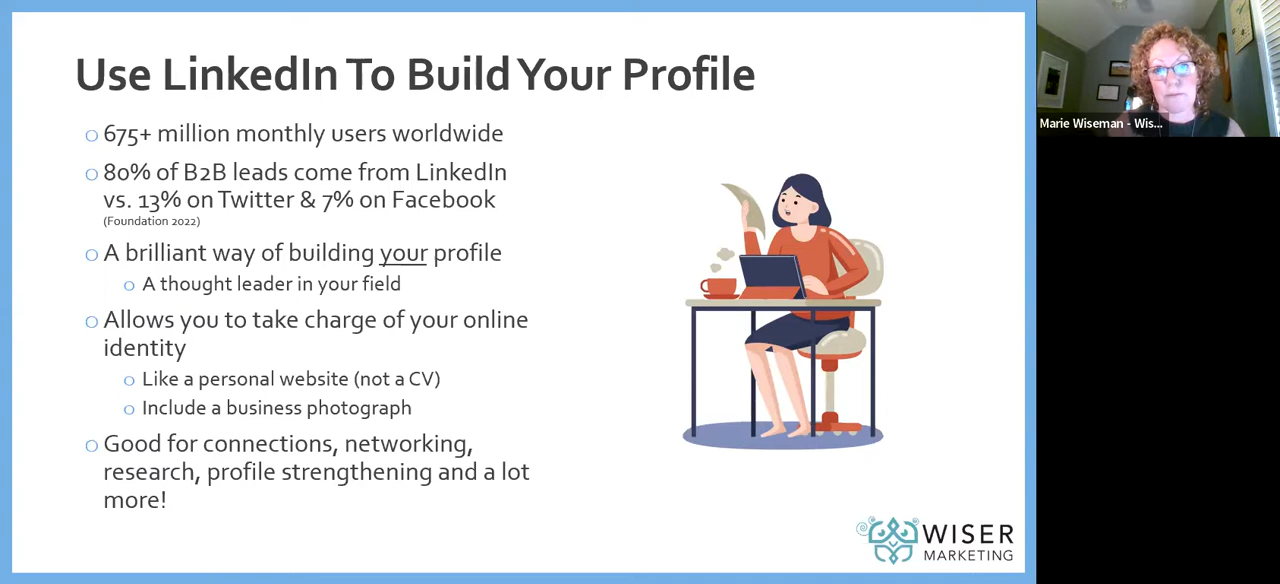 Use LinkedIn To Build Your Profile
675+ million monthly users worldwide
80% of B2B leads come from LinkedIn
vs. 13% on Twitter & 7% on Facebook
(Foundation 2022)
A brilliant way of building your profile
A thought leader in your field
Allows you to take charge of your online
identity
Like a personal website (not a CV)
Include a business photograph
Good for connections, networking,
research, profile strengthening and a lot
more!
WISER
MARKETING
Marie Wiseman - Wis...